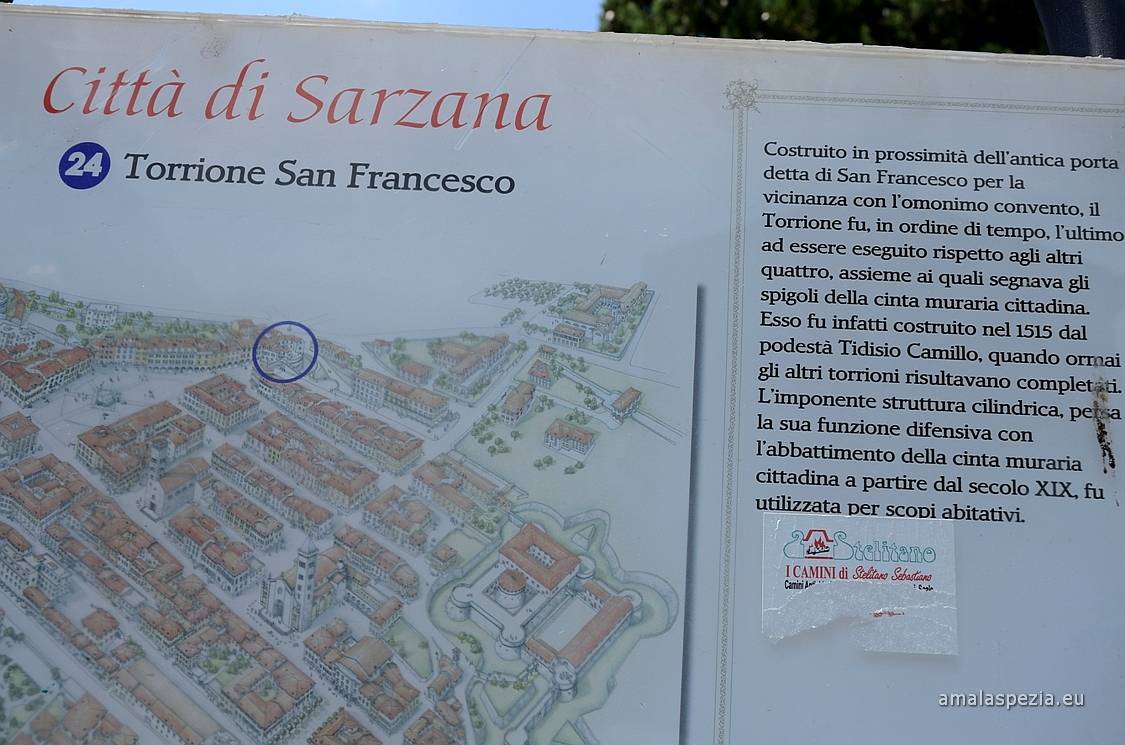 Città di Sarzana
24 Torrione San Francesco
Costruito in prossimità dell'antica porta
detta di San Francesco per la
vicinanza con l'omonimo convento, il
Torrione fu, in ordine di tempo, l'ultimo
ad essere eseguito rispetto agli altri
quattro, assieme ai quali segnava gli
spigoli della cinta muraria cittadina.
Esso fu infatti costruito nel 1515 dal
podestà Tidisio Camillo, quando ormai
gli altri torrioni risultavano completati.
L'imponente struttura cilindrica, persa
la sua funzione difensiva con
l'abbattimento della cinta muraria
cittadina a partire dal secolo XIX, fu
utilizzata per scopi abitativi.
Stelitano
I CAMINI di Stelitano Sebastiano
Camini
amalaspezia.eu